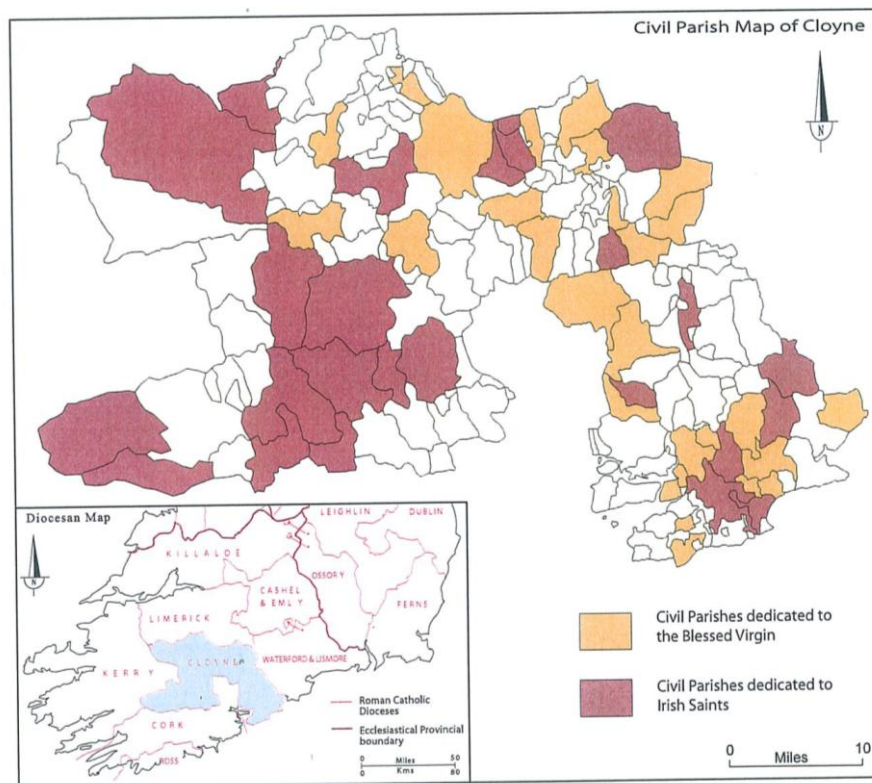 Civil Parish Map of Cloyne
N
Diocesan Map
N
LEIGHLIN
DUBLIN
KILLALOE
OSSORY
CASHEL
& EMLY
FERNS
LIMERICK
CLOYNE
WATERFORD & LISMORE
KERRY
CORK
ROSS
Roman Catholic
Dioceses
Ecclesiastical Provincial
boundary
0 Miles 50
0 Kms 80
Civil Parishes dedicated to
the Blessed Virgin
Civil Parishes dedicated to
Irish Saints
0 10
Miles